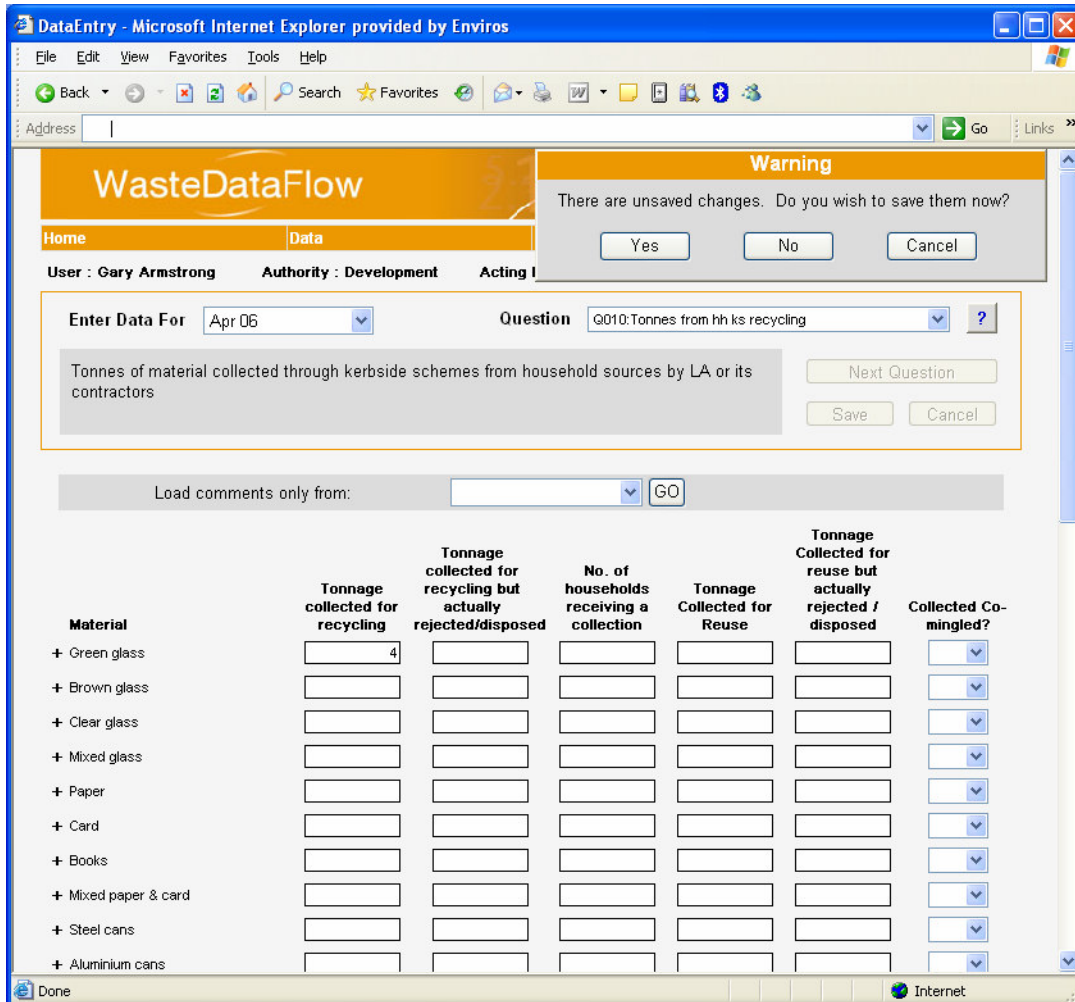 DataEntry - Microsoft Internet Explorer provided by Enviros
File Edit View Favorites Tools Help
Back Search Favorites
Address Go Links »
WasteDataFlow
Warning
There are unsaved changes. Do you wish to save them now?
Yes No Cancel
Home Data
User : Gary Armstrong Authority : Development Acting
Enter Data For Apr 06 Question Q010:Tonnes from hh ks recycling ?
Tonnes of material collected through kerbside schemes from household sources by LA or its
contractors
Next Question
Save Cancel
Load comments only from: GO
Material
Tonnage
collected for
recycling
Tonnage
collected for
recycling but
actually
rejected/disposed
No. of
households
receiving a
collection
Tonnage
Collected for
Reuse
Tonnage
Collected for
reuse but
actually
rejected /
disposed
Collected Co-
mingled?
+ Green glass 4
+ Brown glass
+ Clear glass
+ Mixed glass
+ Paper
+ Card
+ Books
+ Mixed paper & card
+ Steel cans
+ Aluminium cans
Done Internet